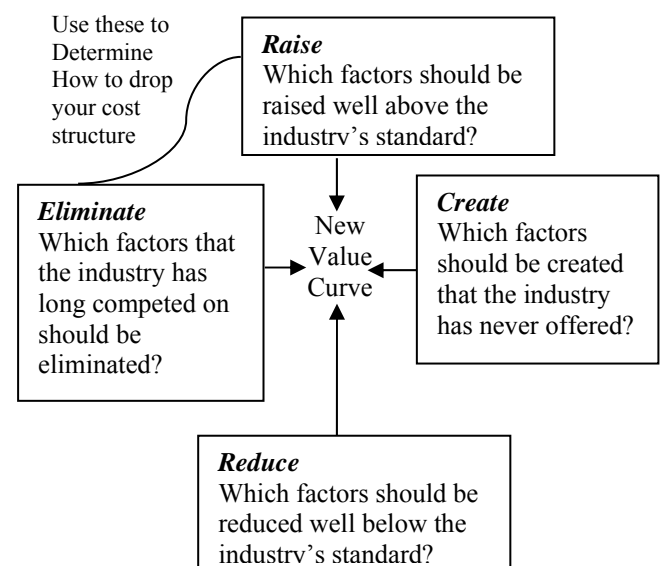 Use these to
Determine
How to drop
your cost
structure
Raise
Which factors should be
raised well above the
industry's standard?
Eliminate
Which factors that
the industry has
long competed on
should be
eliminated?
New
Value
Curve
Create
Which factors
should be created
that the industry
has never offered?
Reduce
Which factors should be
reduced well below the
industry's standard?